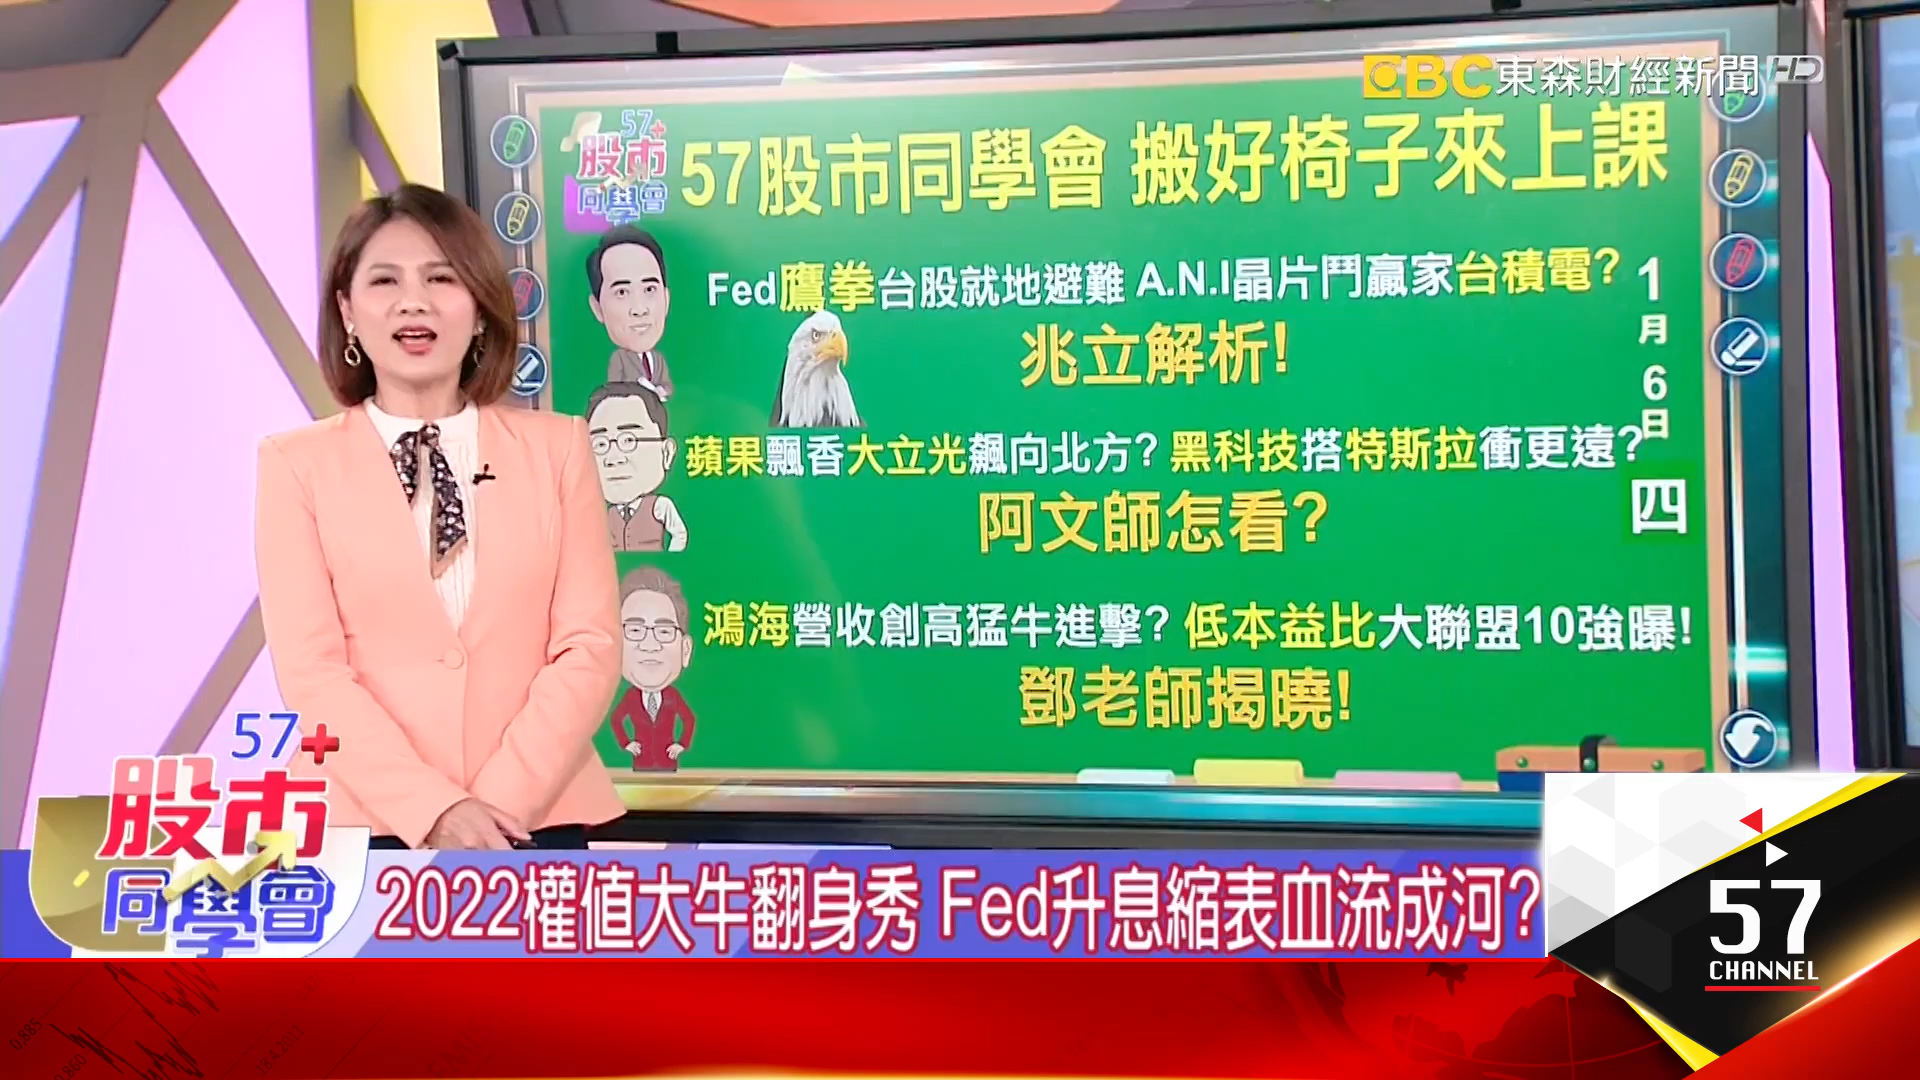 EBC東森財經新聞HD
57+
股市
同學會
57股市同學會 搬好椅子來上課
Fed鷹拳台股就地避難 A.N.I晶片鬥贏家台積電?
兆立解析!
1月6日
四
蘋果飄香大立光飆向北方? 黑科技搭特斯拉衝更遠?
阿文師怎看?
鴻海營收創高猛牛進擊? 低本益比大聯盟10強曝!
鄧老師揭曉!
57+
股市
同學會
2022權值大牛翻身秀 Fed升息縮表血流成河?
57
CHANNEL
0.885
0.860